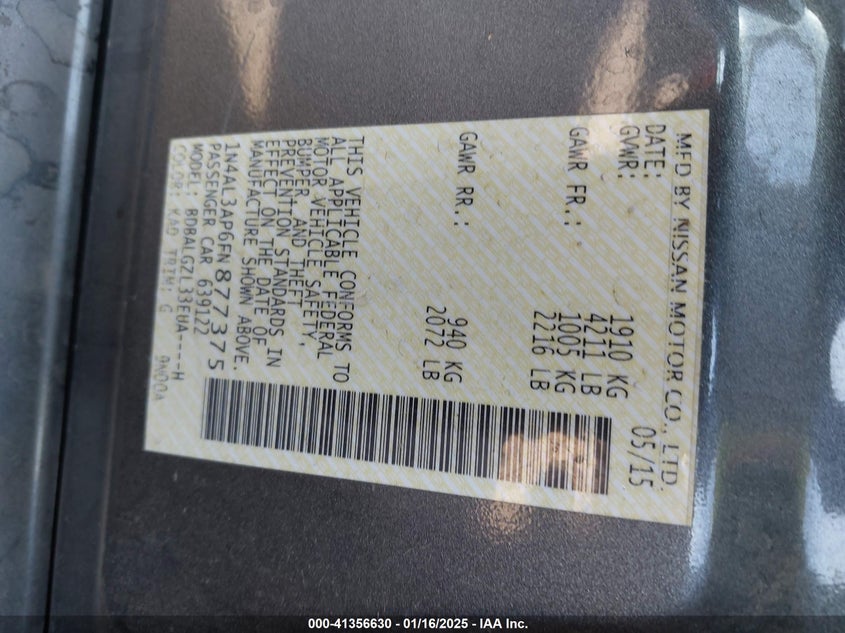 MFD BY NISSAN MOTOR CO., LTD.
DATE: 05/15
GVWR: 1910 KG
4211 LB
GAWR FR.: 1005 KG
2216 LB
GAWR RR.: 940 KG
2072 LB
THIS VEHICLE CONFORMS TO
ALL APPLICABLE FEDERAL
MOTOR VEHICLE SAFETY,
BUMPER, AND THEFT
PREVENTION STANDARDS IN
EFFECT ON THE DATE OF
MANUFACTURE SHOWN ABOVE.
1N4AL3AP6FN877375
PASSENGER CAR 639122
MODEL: BDBALGZL33EUA----H
COLOR: KAD TRIM: G 9N00A
000-41356630 - 01/16/2025 - IAA Inc.